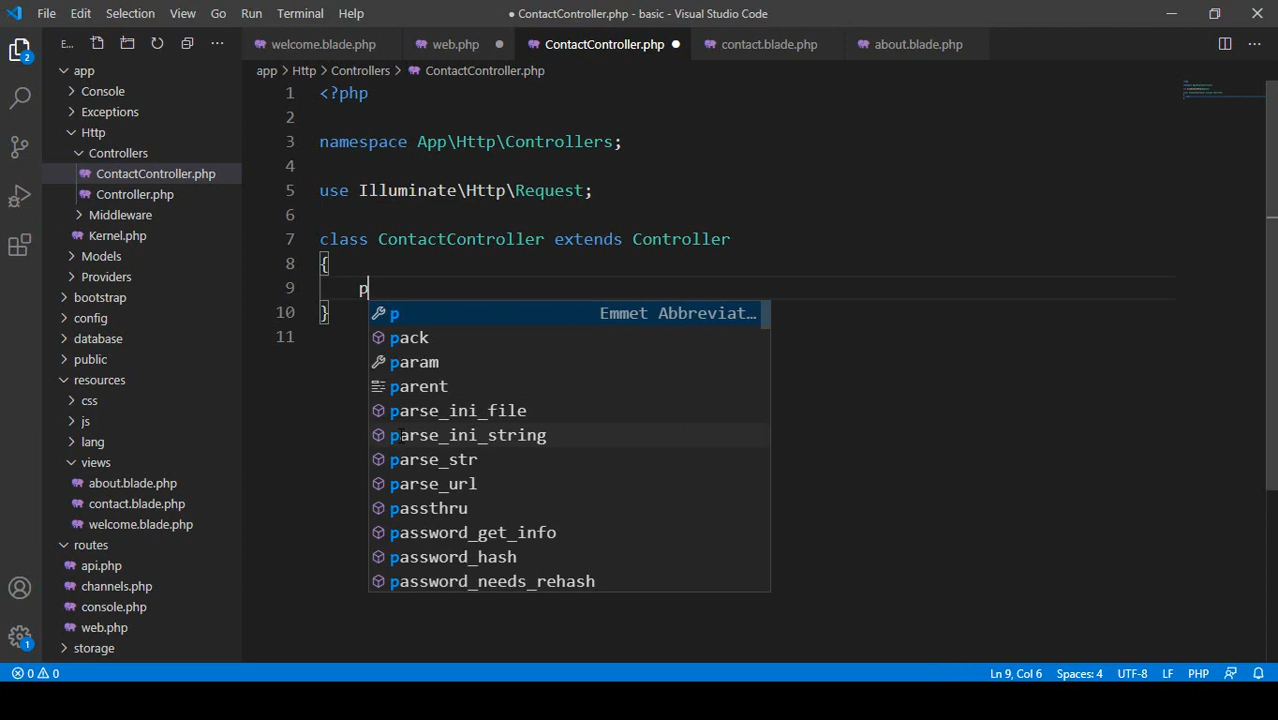 File Edit Selection View Go Run Terminal Help
● ContactController.php - basic - Visual Studio Code
E...
welcome.blade.php
web.php
ContactController.php
contact.blade.php
about.blade.php
app > Http > Controllers > ContactController.php
2
app
Console
Exceptions
Http
Controllers
ContactController.php
Controller.php
Middleware
Kernel.php
Models
Providers
bootstrap
config
database
public
resources
css
js
lang
views
about.blade.php
contact.blade.php
welcome.blade.php
routes
api.php
channels.php
console.php
web.php
storage
1
1 <?php
2
3 namespace App\Http\Controllers;
4
5 use Illuminate\Http\Request;
6
7 class ContactController extends Controller
8 {
9 p
10 }
11
p Emmet Abbreviat...
pack
param
parent
parse_ini_file
parse_ini_string
parse_str
parse_url
passthru
password_get_info
password_hash
password_needs_rehash
0 0
Ln 9, Col 6 Spaces: 4 UTF-8 LF PHP